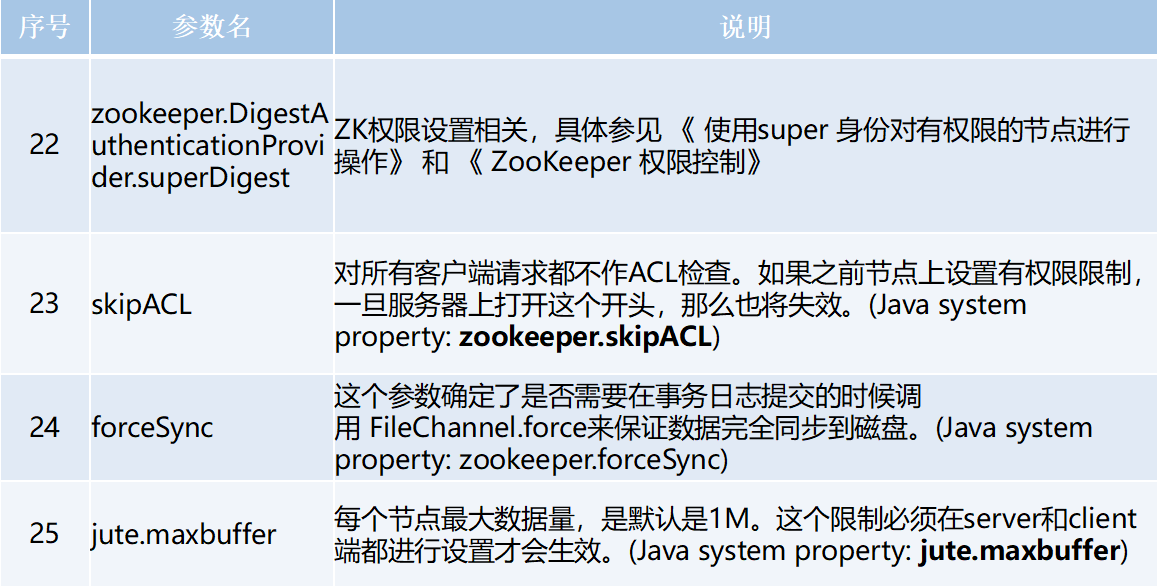 序号 参数名 说明
22
zookeeper.DigestA
uthenticationProvi
der.superDigest
ZK权限设置相关，具体参见 《 使用super 身份对有权限的节点进行
操作》 和 《 ZooKeeper 权限控制》
23
skipACL
对所有客户端请求都不作ACL检查。如果之前节点上设置有权限限制，
一旦服务器上打开这个开头，那么也将失效。(Java system
property: zookeeper.skipACL)
24
forceSync
这个参数确定了是否需要在事务日志提交的时候调
用 FileChannel.force来保证数据完全同步到磁盘。(Java system
property: zookeeper.forceSync)
25
jute.maxbuffer
每个节点最大数据量，是默认是1M。这个限制必须在server和client
端都进行设置才会生效。(Java system property: jute.maxbuffer)